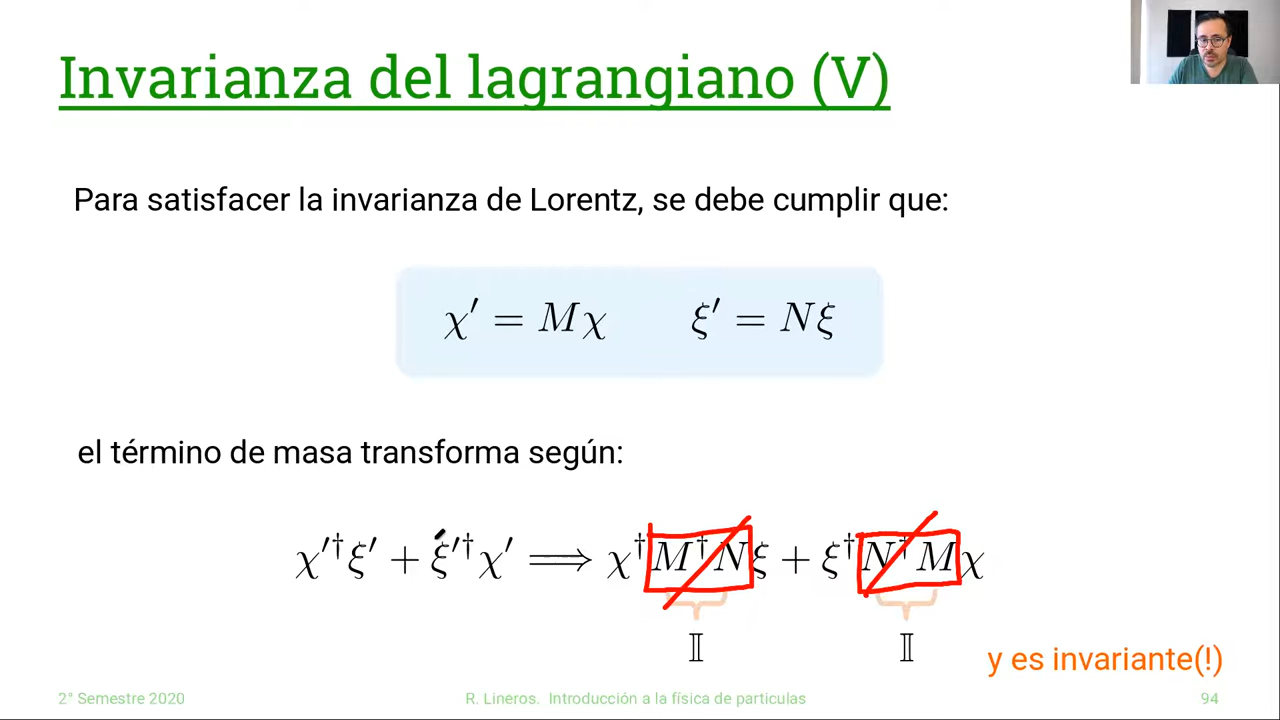 Invarianza del lagrangiano (V)
Para satisfacer la invarianza de Lorentz, se debe cumplir que:
χ′ = Mχ ξ′ = Nξ
el término de masa transforma según:
χ′†ξ′ + ξ′†χ′ ⟹ χ†M†Nξ + ξ†N†Mχ
𝕀 𝕀
y es invariante(!)
2° Semestre 2020 R. Lineros. Introducción a la física de particulas 94